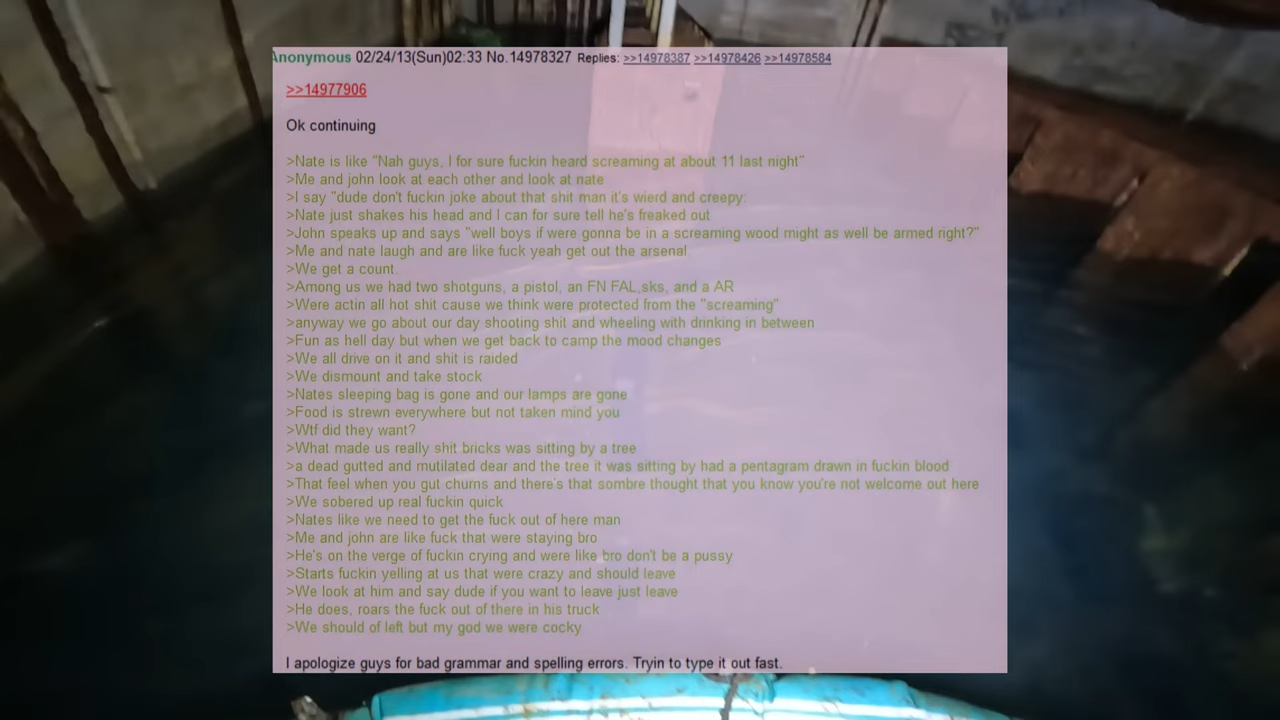 Anonymous 02/24/13(Sun)02:33 No.14978327 Replies: >>14978387 >>14978426 >>14978584
>>14977906
Ok continuing
>Nate is like "Nah guys, I for sure fuckin heard screaming at about 11 last night"
>Me and john look at each other and look at nate
>I say "dude don't fuckin joke about that shit man it's wierd and creepy:
>Nate just shakes his head and I can for sure tell he's freaked out
>John speaks up and says "well boys if were gonna be in a screaming wood might as well be armed right?"
>Me and nate laugh and are like fuck yeah get out the arsenal
>We get a count
>Among us we had two shotguns, a pistol, an FN FAL,sks, and a AR
>Were actin all hot shit cause we think were protected from the "screaming"
>anyway we go about our day shooting shit and wheeling with drinking in between
>Fun as hell day but when we get back to camp the mood changes
>We all drive on it and shit is raided
>We dismount and take stock
>Nates sleeping bag is gone and our lamps are gone
>Food is strewn everywhere but not taken mind you
>Wtf did they want?
>What made us really shit bricks was sitting by a tree
>a dead gutted and mutilated dear and the tree it was sitting by had a pentagram drawn in fuckin blood
>That feel when you gut churns and there's that sombre thought that you know you're not welcome out here
>We sobered up real fuckin quick
>Nates like we need to get the fuck out of here man
>Me and john are like fuck that were staying bro
>He's on the verge of fuckin crying and were like bro don't be a pussy
>Starts fuckin yelling at us that were crazy and should leave
>We look at him and say dude if you want to leave just leave
>He does, roars the fuck out of there in his truck
>We should of left but my god we were cocky
I apologize guys for bad grammar and spelling errors. Tryin to type it out fast.